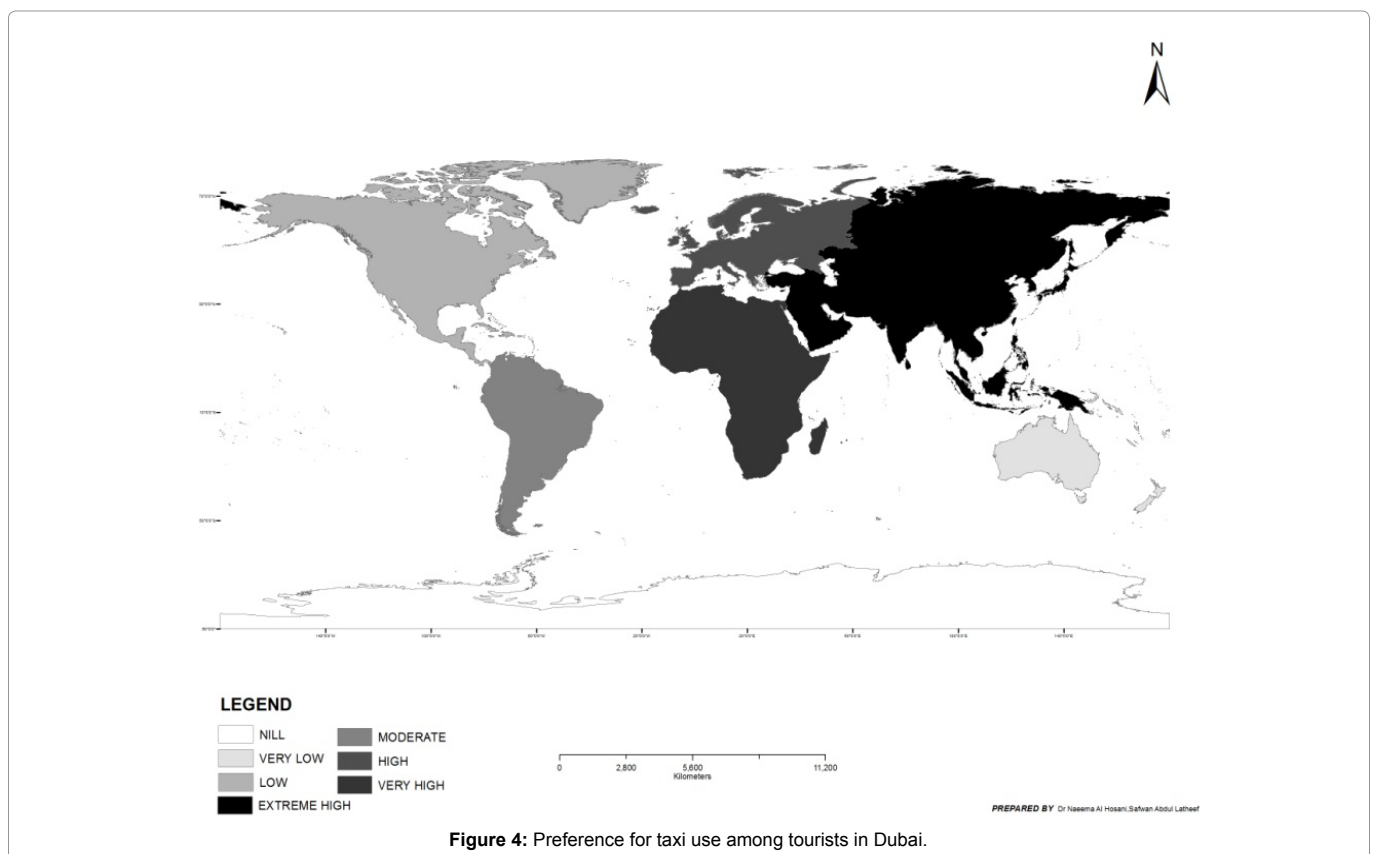 N
LEGEND
NILL
VERY LOW
LOW
EXTREME HIGH
MODERATE
HIGH
VERY HIGH
0 2,800 5,600 11,200
Kilometers
PREPARED BY Dr Naeema Al Hosani,Safwan Abdul Latheef
Figure 4: Preference for taxi use among tourists in Dubai.